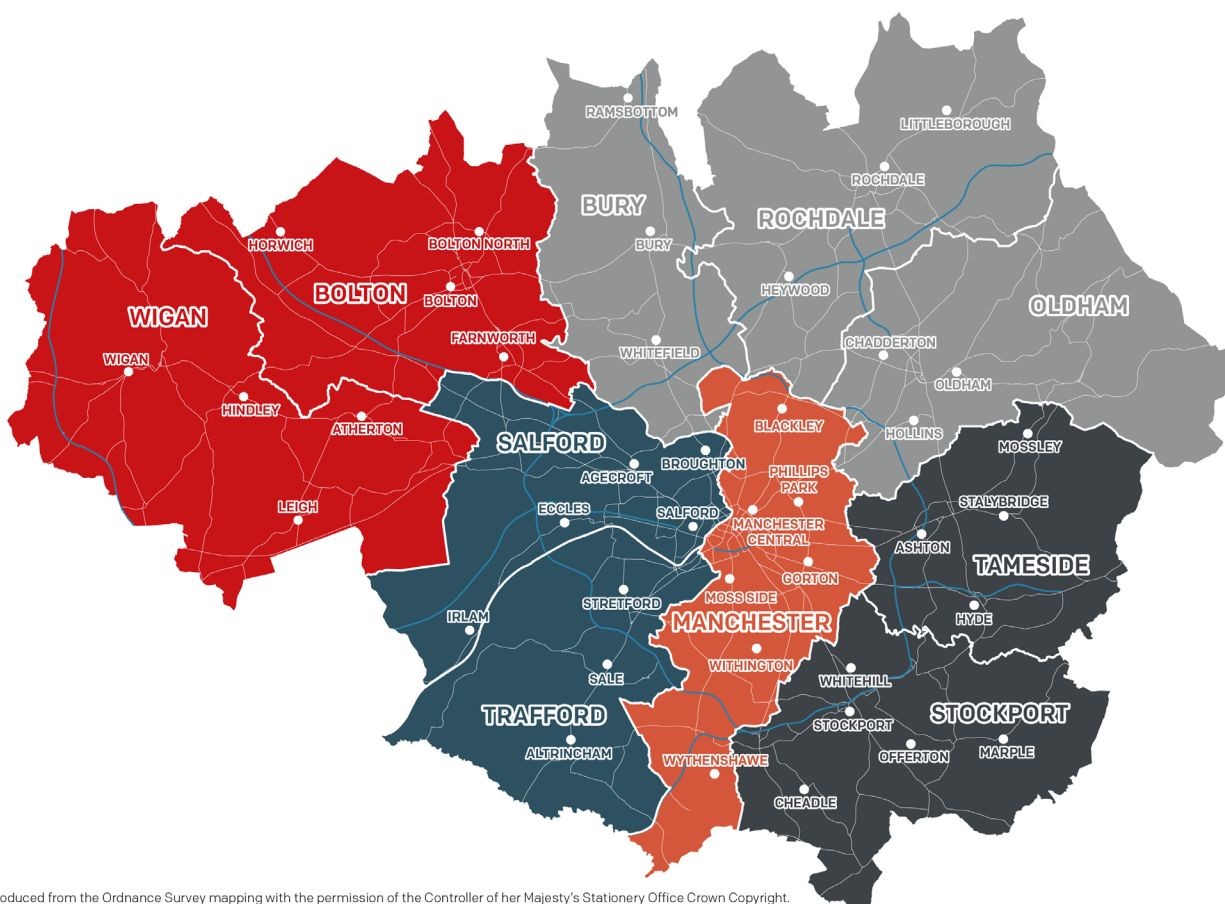 RAMSBOTTOM
LITTLEBOROUGH
ROCHDALE
BURY
ROCHDALE
HORWICH
BOLTON NORTH
BURY
BOLTON
BOLTON
HEYWOOD
OLDHAM
WIGAN
FARNWORTH
CHADDERTON
WHITEFIELD
WIGAN
OLDHAM
HINDLEY
ATHERTON
BLACKLEY
HOLLINS
SALFORD
MOSSLEY
BROUGHTON
AGECROFT
PHILLIPS
PARK
LEIGH
ECCLES
SALFORD
STALYBRIDGE
MANCHESTER
CENTRAL
ASHTON
TAMESIDE
GORTON
MOSS SIDE
STRETFORD
IRLAM
MANCHESTER
HYDE
WITHINGTON
SALE
WHITEHILL
TRAFFORD
STOCKPORT
STOCKPORT
ALTRINCHAM
OFFERTON
MARPLE
WYTHENSHAWE
CHEADLE
oduced from the Ordnance Survey mapping with the permission of the Controller of her Majesty's Stationery Office Crown Copyright.